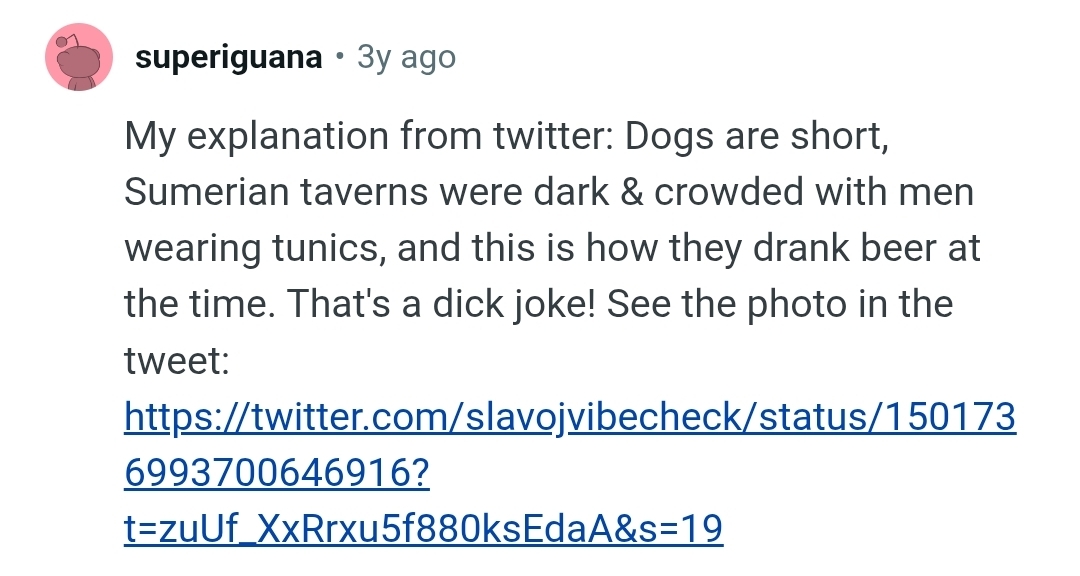 superiguana • 3y ago
My explanation from twitter: Dogs are short,
Sumerian taverns were dark & crowded with men
wearing tunics, and this is how they drank beer at
the time. That's a dick joke! See the photo in the
tweet:
https://twitter.com/slavojvibecheck/status/150173
6993700646916?
t=zuUf_XxRrxu5f880ksEdaA&s=19